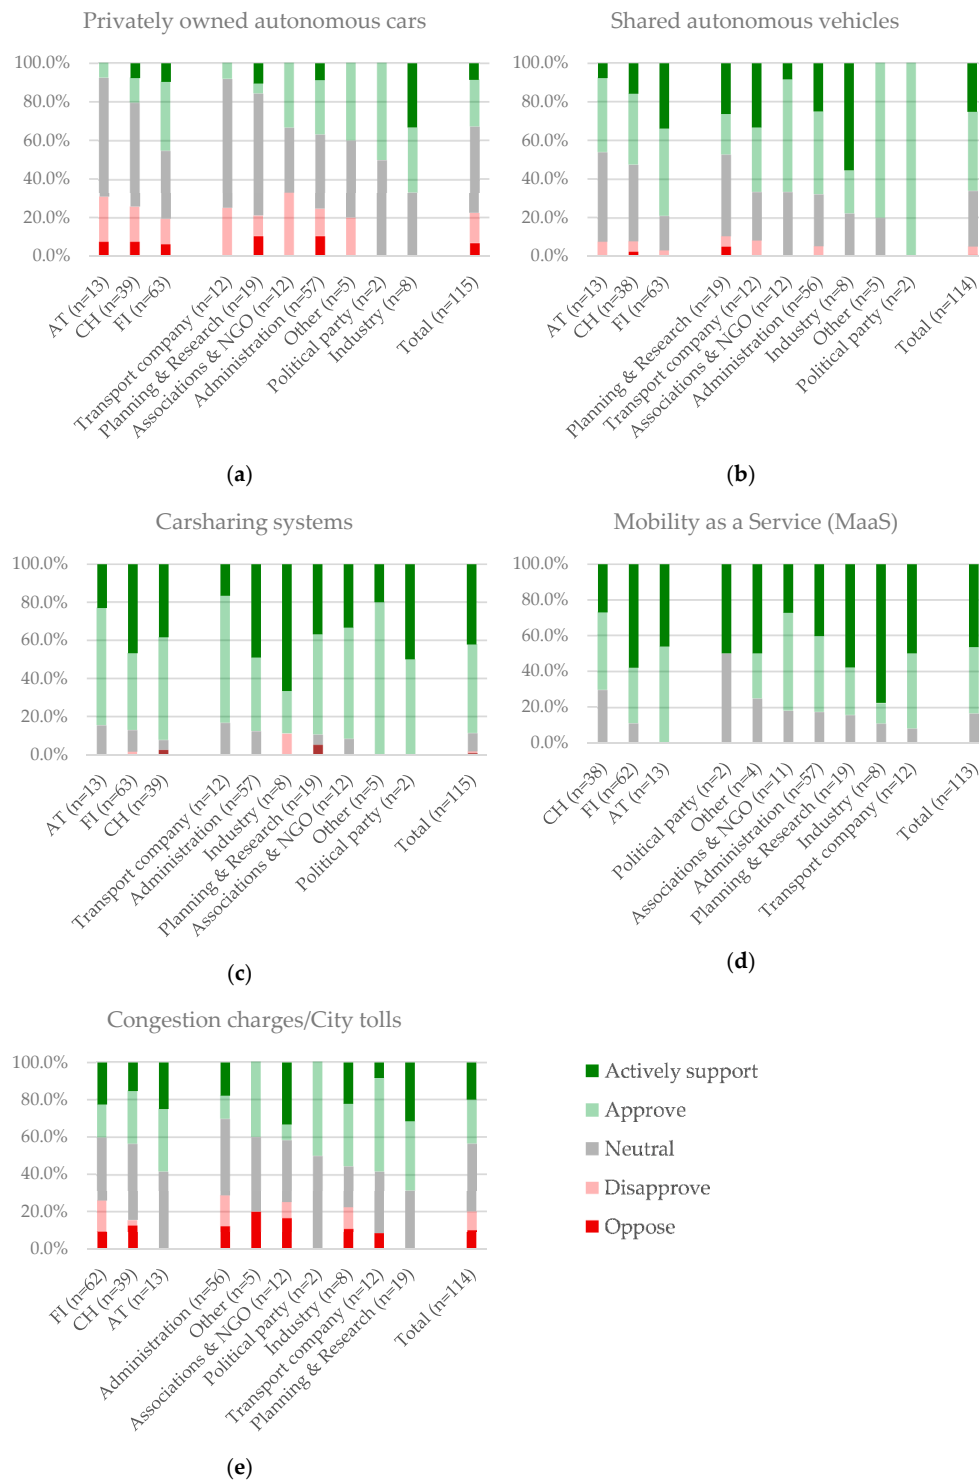 Privately owned autonomous cars
100.0%
80.0%
60.0%
40.0%
20.0%
0.0%
AT (n=13)
CH (n=39)
FI (n=63)
Transport company (n=12)
Planning & Research (n=19)
Associations & NGO (n=12)
Administration (n=57)
Other (n=5)
Political party (n=2)
Industry (n=8)
Total (n=115)
(a)
Shared autonomous vehicles
100.0%
80.0%
60.0%
40.0%
20.0%
0.0%
AT (n=13)
CH (n=38)
FI (n=63)
Planning & Research (n=19)
Transport company (n=12)
Associations & NGO (n=12)
Administration (n=56)
Industry (n=8)
Other (n=5)
Political party (n=2)
Total (n=114)
(b)
Carsharing systems
100.0%
80.0%
60.0%
40.0%
20.0%
0.0%
AT (n=13)
FI (n=63)
CH (n=39)
Transport company (n=12)
Administration (n=57)
Industry (n=8)
Planning & Research (n=19)
Associations & NGO (n=12)
Other (n=5)
Political party (n=2)
Total (n=115)
(c)
Mobility as a Service (MaaS)
100.0%
80.0%
60.0%
40.0%
20.0%
0.0%
CH (n=38)
FI (n=62)
AT (n=13)
Political party (n=2)
Other (n=4)
Associations & NGO (n=11)
Administration (n=57)
Planning & Research (n=19)
Industry (n=8)
Transport company (n=12)
Total (n=113)
(d)
Congestion charges/City tolls
100.0%
80.0%
60.0%
40.0%
20.0%
0.0%
FI (n=62)
CH (n=39)
AT (n=13)
Administration (n=56)
Other (n=5)
Associations & NGO (n=12)
Political party (n=2)
Industry (n=8)
Transport company (n=12)
Planning & Research (n=19)
Total (n=114)
(e)
Actively support
Approve
Neutral
Disapprove
Oppose